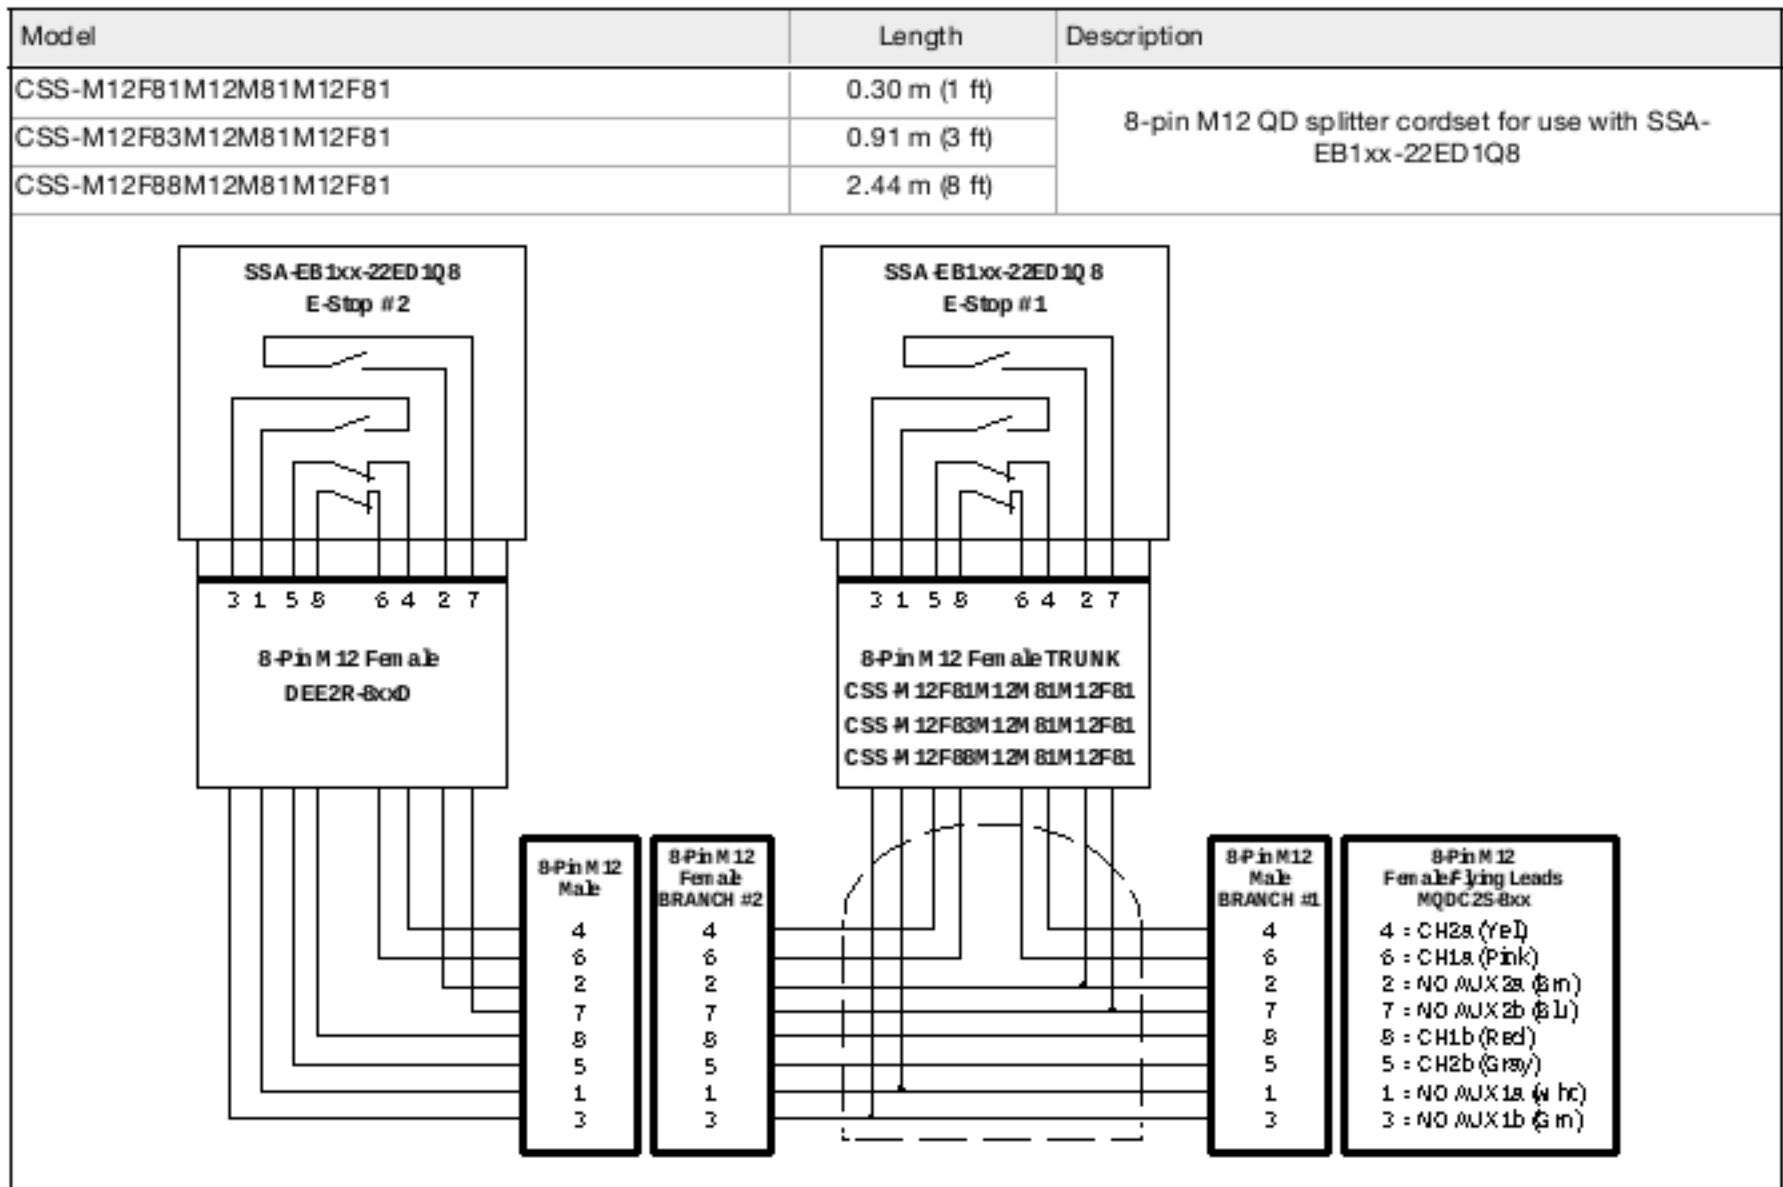 Model Length Description
CSS-M12F81M12M81M12F81 0.30 m (1 ft)
CSS-M12F83M12M81M12F81 0.91 m (3 ft)
CSS-M12F88M12M81M12F81 2.44 m (8 ft)
8-pin M12 QD splitter cordset for use with SSA-
EB1xx-22ED1Q8
SSA-EB1xx-22ED1Q8
E-Stop #2
3 1 5 8 6 4 2 7
8-Pin M12 Female
DEE2R-8xxD
SSA-EB1xx-22ED1Q8
E-Stop #1
3 1 5 8 6 4 2 7
8-Pin M12 Female TRUNK
CSS-M12F81M12M81M12F81
CSS-M12F83M12M81M12F81
CSS-M12F88M12M81M12F81
8-Pin M12
Male
4
6
2
7
8
5
1
3
8-Pin M12
Female
BRANCH #2
4
6
2
7
8
5
1
3
8-Pin M12
Male
BRANCH #1
4
6
2
7
8
5
1
3
8-Pin M12
Female Flying Leads
MQDC2S-8xx
4 = CH2a (Yel)
6 = CH1a (Pink)
2 = NO AUX2a (Brn)
7 = NO AUX2b (Blu)
8 = CH1b (Red)
5 = CH2b (Gray)
1 = NO AUX1a (wht)
3 = NO AUX1b (Grn)